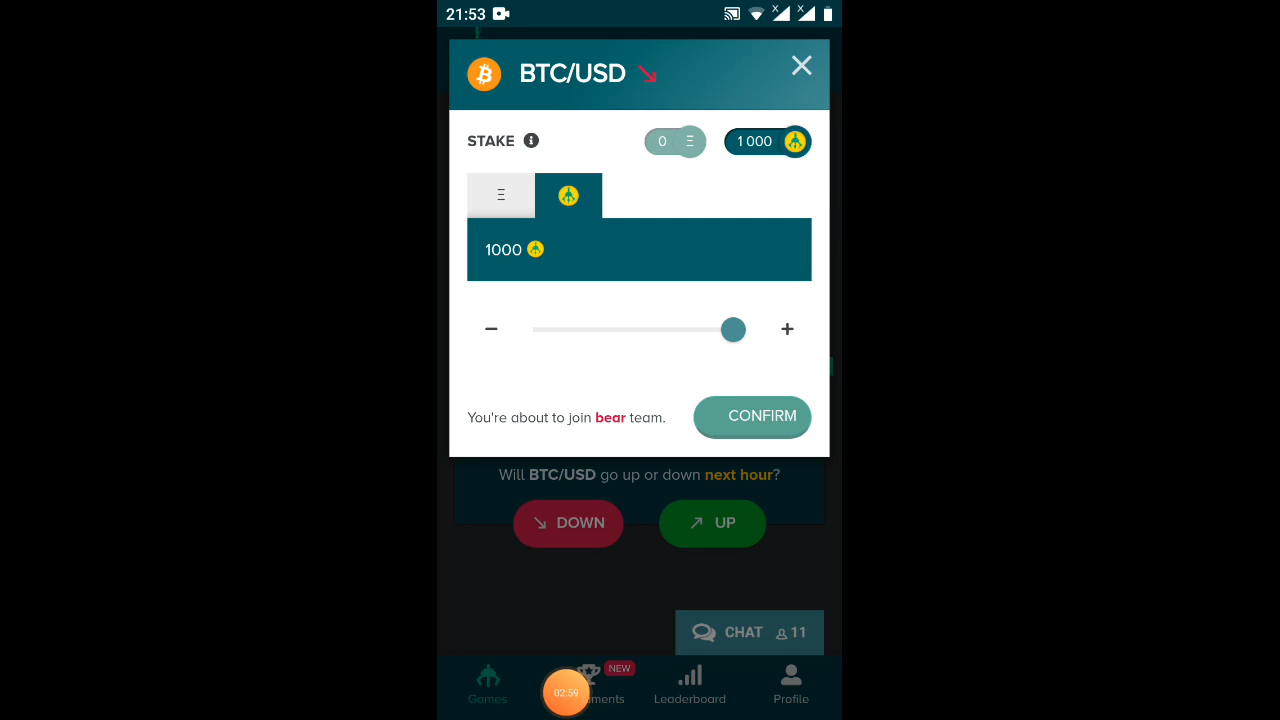 21:53
BTC/USD
STAKE
0 Ξ
1 000
Ξ
1000
You're about to join bear team.
CONFIRM
Will BTC/USD go up or down next hour?
DOWN
UP
CHAT 11
NEW
Games
02:59
Leaderboard
Profile